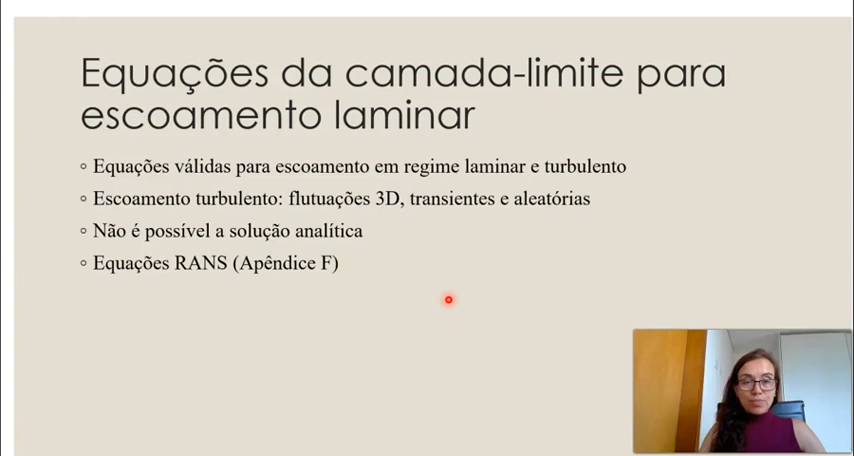 Equações da camada-limite para
escoamento laminar
◦ Equações válidas para escoamento em regime laminar e turbulento
◦ Escoamento turbulento: flutuações 3D, transientes e aleatórias
◦ Não é possível a solução analítica
◦ Equações RANS (Apêndice F)